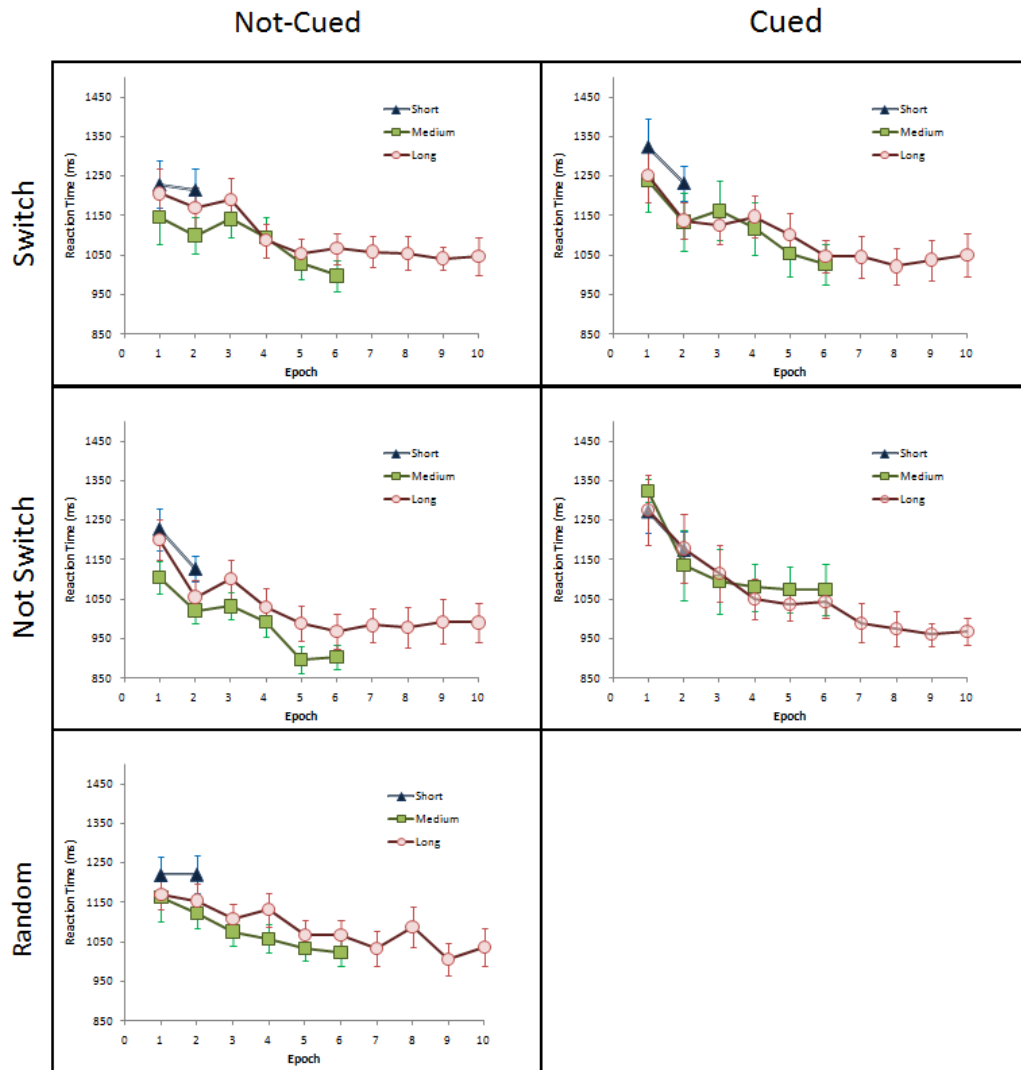 Not-Cued Cued
Switch
Reaction Time (ms)
1450
1350
1250
1150
1050
950
850
Short
Medium
Long
0 1 2 3 4 5 6 7 8 9 10
Epoch
Reaction Time (ms)
1450
1350
1250
1150
1050
950
850
Short
Medium
Long
0 1 2 3 4 5 6 7 8 9 10
Epoch
Not Switch
Reaction Time (ms)
1450
1350
1250
1150
1050
950
850
Short
Medium
Long
0 1 2 3 4 5 6 7 8 9 10
Epoch
Reaction Time (ms)
1450
1350
1250
1150
1050
950
850
Short
Medium
Long
0 1 2 3 4 5 6 7 8 9 10
Epoch
Random
Reaction Time (ms)
1450
1350
1250
1150
1050
950
850
Short
Medium
Long
0 1 2 3 4 5 6 7 8 9 10
Epoch